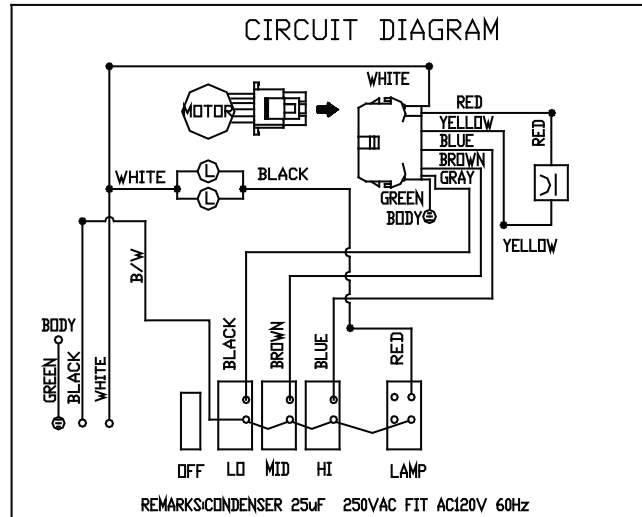 CIRCUIT DIAGRAM
WHITE
MOTOR
RED
YELLOW
BLUE
BROWN
GRAY
RED
WHITE
L
L
BLACK
GREEN
BODY
YELLOW
B/W
BODY
GREEN
BLACK
WHITE
BLACK
BROWN
BLUE
RED
OFF
LO
MID
HI
LAMP
REMARKS:CONDENSER 25uF 250VAC FIT AC120V 60Hz